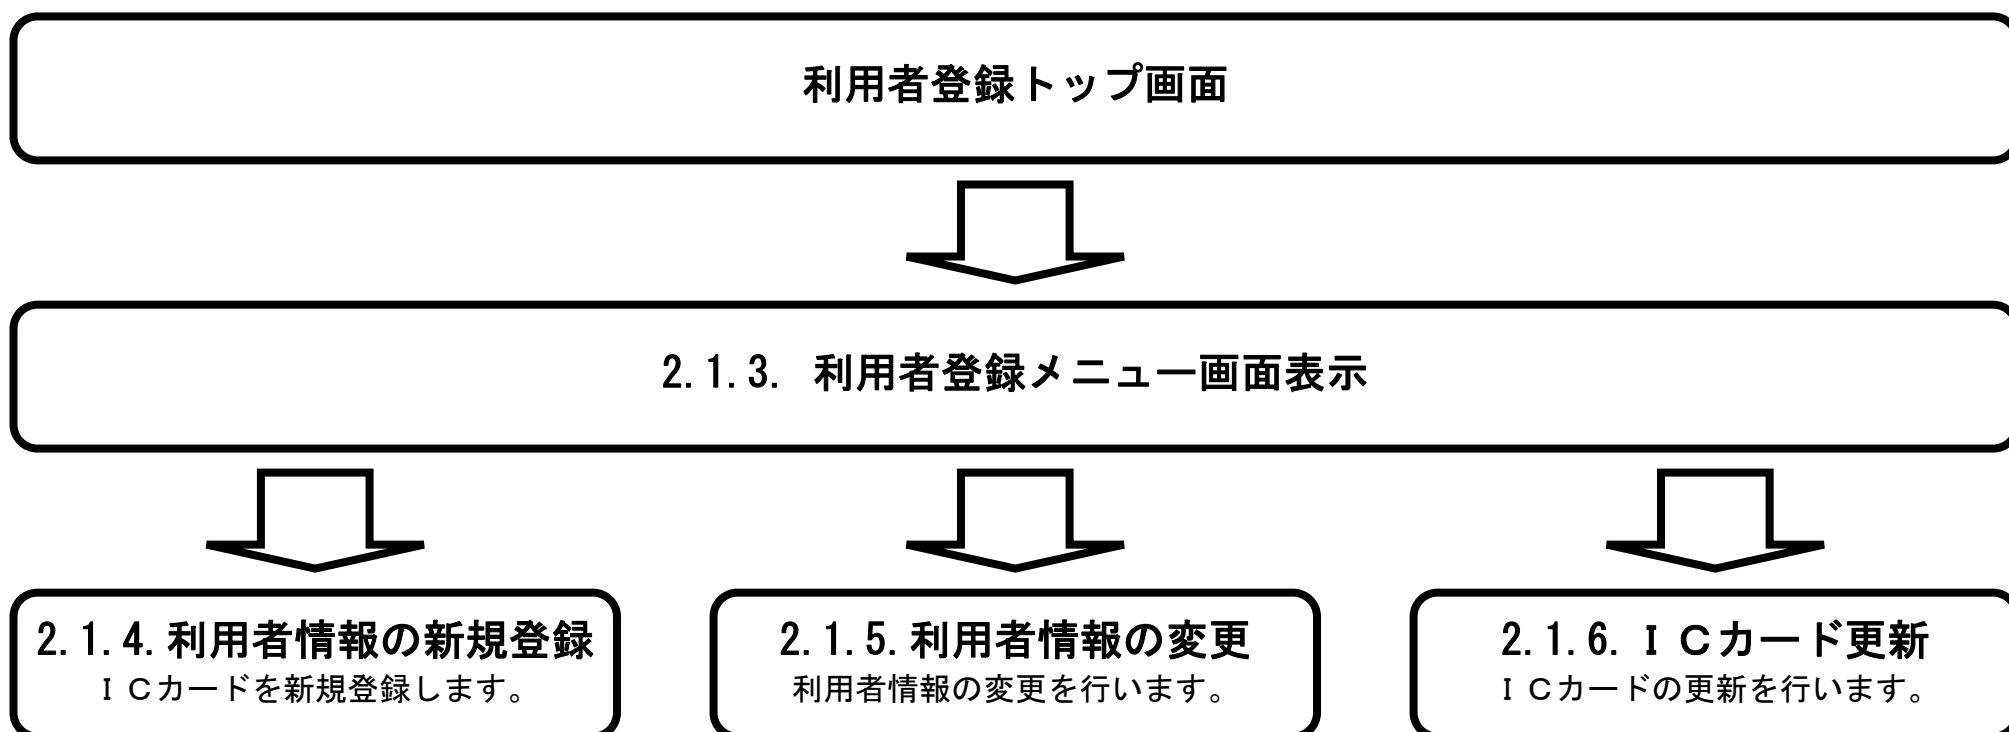 利用者登録トップ画面
2.1.3. 利用者登録メニュー画面表示
2.1.4.利用者情報の新規登録
ＩＣカードを新規登録します。
2.1.5.利用者情報の変更
利用者情報の変更を行います。
2.1.6.ＩＣカード更新
ＩＣカードの更新を行います。